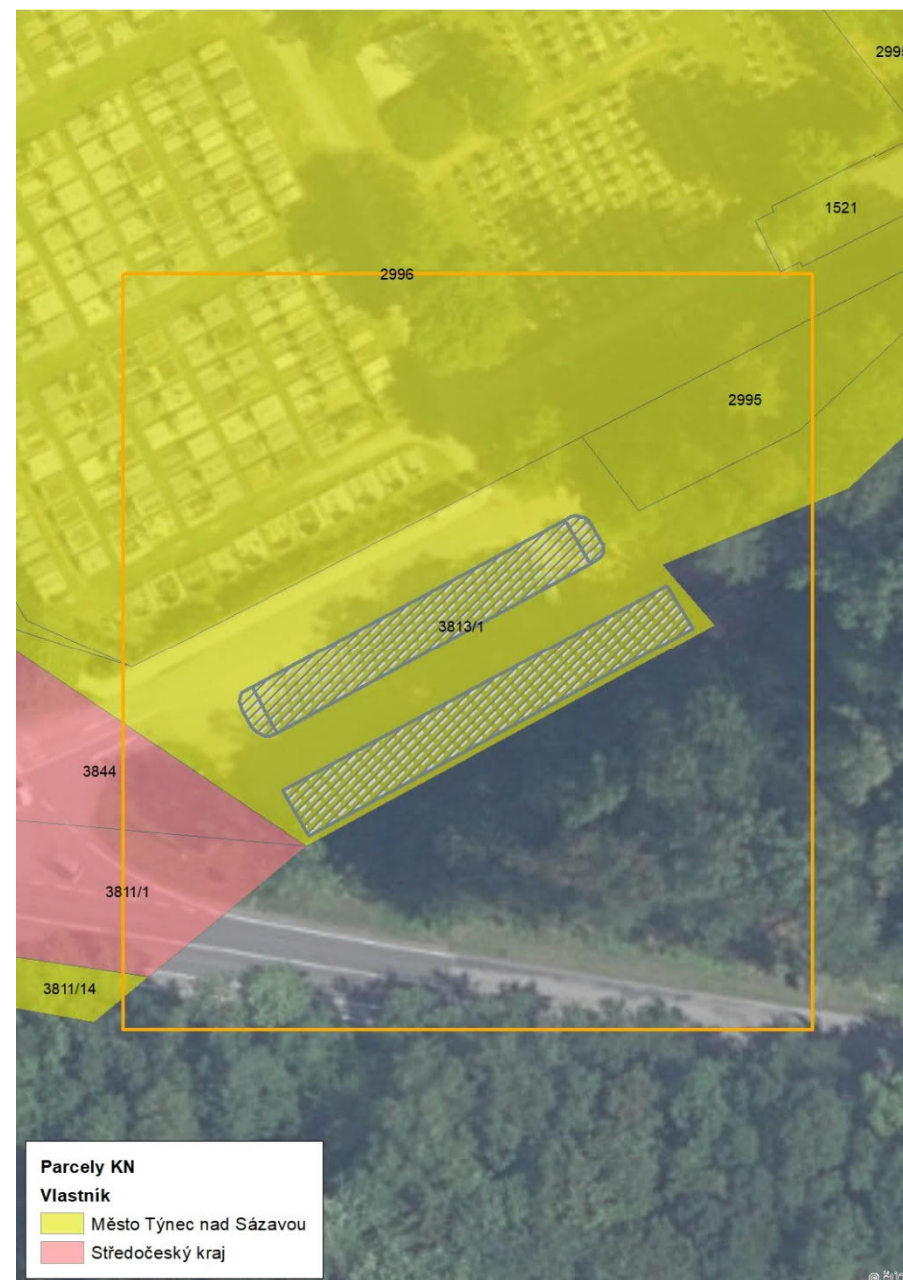 2995
1521
2996
2995
3813/1
3844
3811/1
3811/14
Parcely KN
Vlastník
Město Týnec nad Sázavou
Středočeský kraj